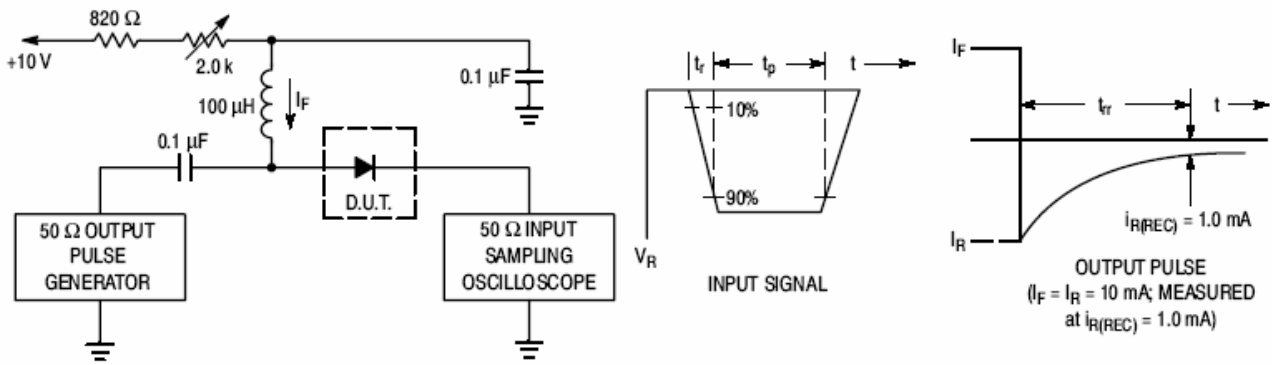 820 Ω
+10 V
2.0 k
100 µH
I_F
0.1 µF
0.1 µF
D.U.T.
50 Ω OUTPUT
PULSE
GENERATOR
50 Ω INPUT
SAMPLING
OSCILLOSCOPE
t_r
t_p
t
10%
90%
V_R
INPUT SIGNAL
I_F
t_rr
t
i_R(REC) = 1.0 mA
I_R
OUTPUT PULSE
(I_F = I_R = 10 mA; MEASURED
at i_R(REC) = 1.0 mA)